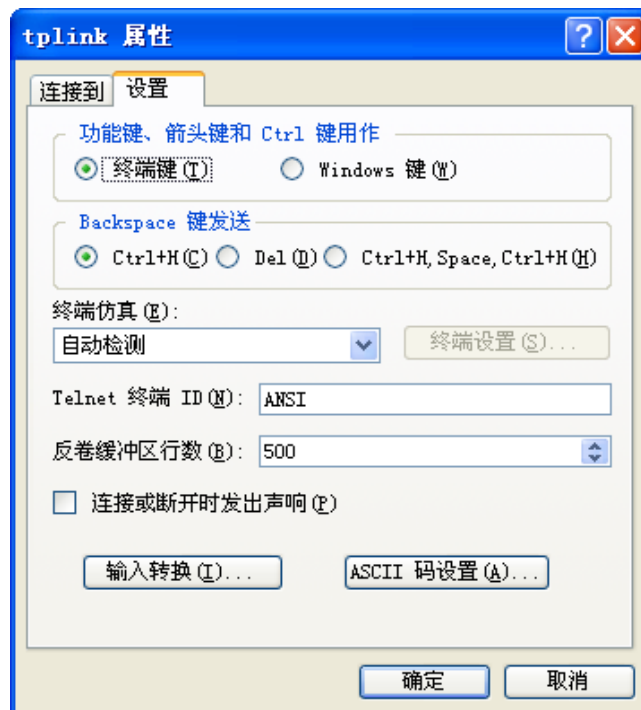 tplink 属性
连接到 设置
功能键、箭头键和 Ctrl 键用作
终端键(T) Windows 键(W)
Backspace 键发送
Ctrl+H(C) Del(D) Ctrl+H, Space, Ctrl+H(H)
终端仿真(E):
自动检测 终端设置(S)...
Telnet 终端 ID(N): ANSI
反卷缓冲区行数(B): 500
连接或断开时发出声响(P)
输入转换(I)... ASCII 码设置(A)...
确定 取消